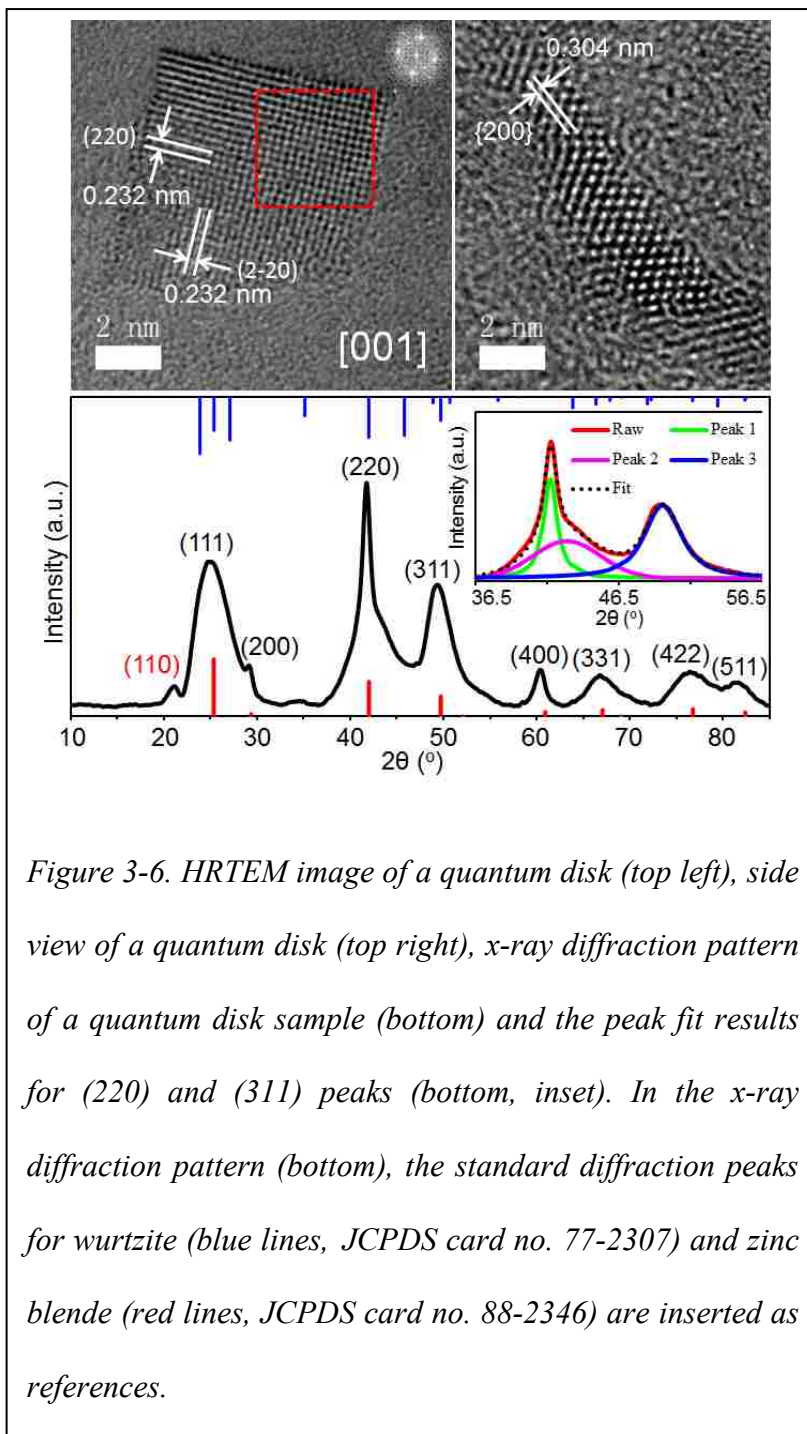 0.304 nm
{200}
(220)
0.232 nm
(2-20)
0.232 nm
2 nm
[001]
2 nm
Intensity (a.u.)
(110)
(111)
(200)
(220)
(311)
(400)
(331)
(422)
(511)
10 20 30 40 50 60 70 80
2θ (°)
Intensity (a.u.)
Raw Peak 1
Peak 2 Peak 3
Fit
36.5 46.5 56.5
2θ (°)
Figure 3-6. HRTEM image of a quantum disk (top left), side
view of a quantum disk (top right), x-ray diffraction pattern
of a quantum disk sample (bottom) and the peak fit results
for (220) and (311) peaks (bottom, inset). In the x-ray
diffraction pattern (bottom), the standard diffraction peaks
for wurtzite (blue lines, JCPDS card no. 77-2307) and zinc
blende (red lines, JCPDS card no. 88-2346) are inserted as
references.